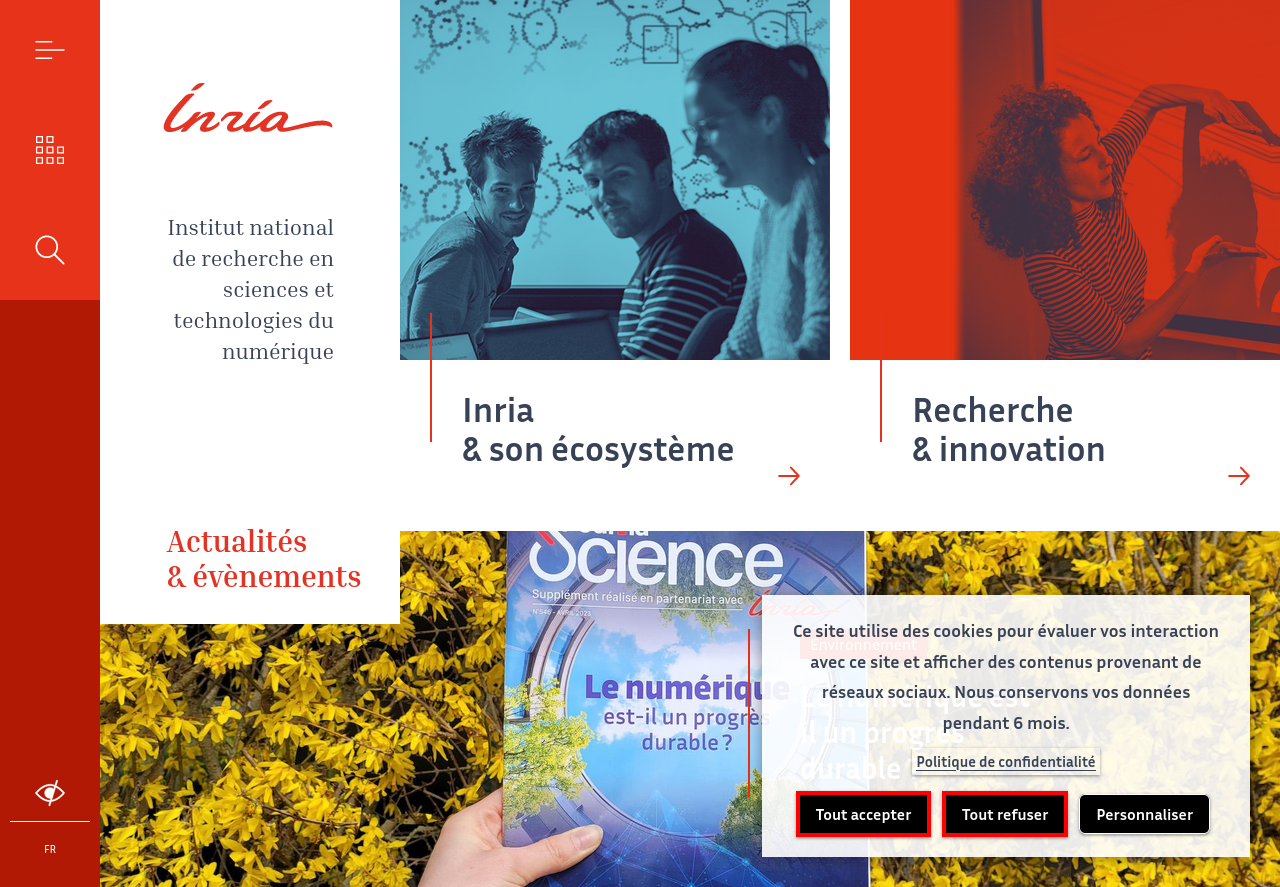 Inria
Institut national
de recherche en
sciences et
technologies du
numérique
Inria
& son écosystème
Recherche
& innovation
Actualités
& évènements
Science
Supplément réalisé en partenariat avec
Inria
N°546 - AVRIL 2023
Le numérique
est-il un progrès
durable ?
Environnement
Le numérique est
il un progrès
durable
Ce site utilise des cookies pour évaluer vos interaction
avec ce site et afficher des contenus provenant de
réseaux sociaux. Nous conservons vos données
pendant 6 mois.
Politique de confidentialité
Tout accepter
Tout refuser
Personnaliser
FR